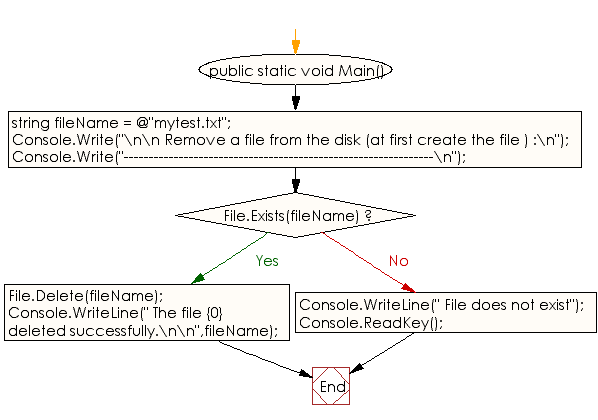 public static void Main()
string fileName = @"mytest.txt";
Console.Write("\n\n Remove a file from the disk (at first create the file ) :\n");
Console.Write("----------------------------------------------------------------\n");
File.Exists(fileName) ?
Yes
No
File.Delete(fileName);
Console.WriteLine(" The file {0}
deleted successfully.\n\n",fileName);
Console.WriteLine(" File does not exist");
Console.ReadKey();
End